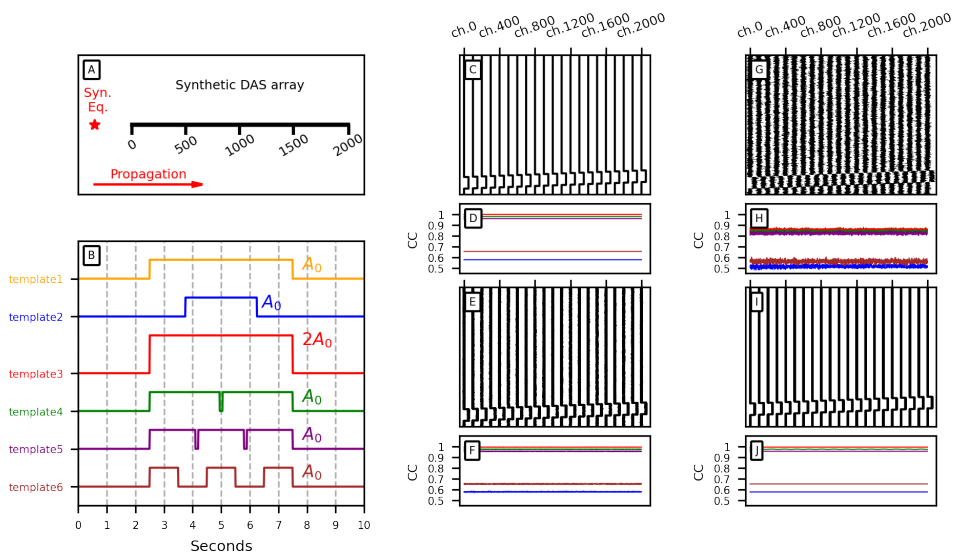 A
Synthetic DAS array
Syn.
Eq.
0
500
1000
1500
2000
Propagation
B
template1
A0
template2
A0
template3
2A0
template4
A0
template5
A0
template6
A0
0 1 2 3 4 5 6 7 8 9 10
Seconds
ch.0 ch.400 ch.800 ch.1200 ch.1600 ch.2000
C
D
CC
1
0.9
0.8
0.7
0.6
0.5
E
F
CC
1
0.9
0.8
0.7
0.6
0.5
ch.0 ch.400 ch.800 ch.1200 ch.1600 ch.2000
G
H
CC
1
0.9
0.8
0.7
0.6
0.5
I
J
CC
1
0.9
0.8
0.7
0.6
0.5